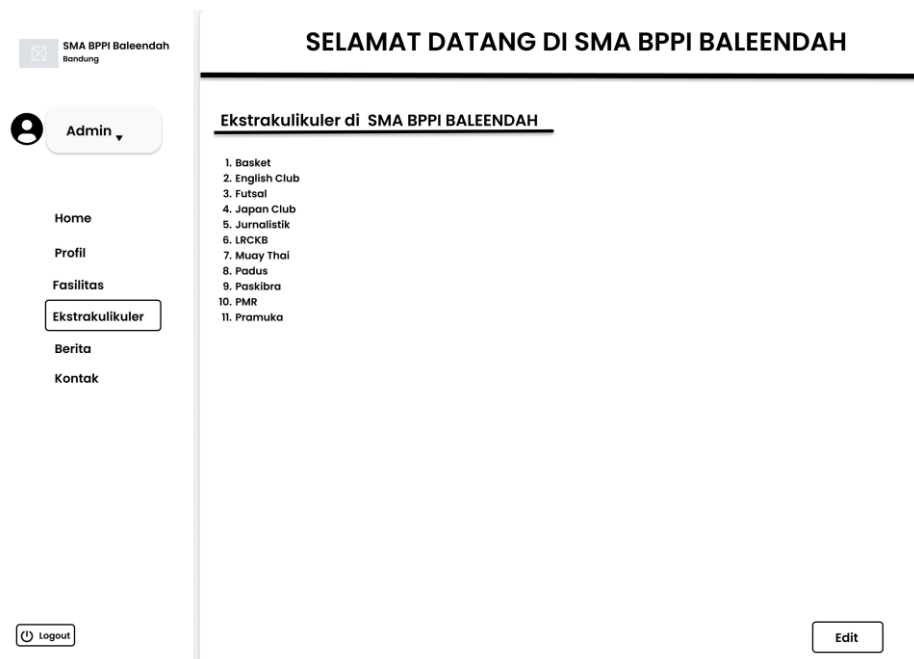 SMA BPPI Baleendah
Bandung
Admin
Home
Profil
Fasilitas
Ekstrakulikuler
Berita
Kontak
Logout
SELAMAT DATANG DI SMA BPPI BALEENDAH
Ekstrakulikuler di SMA BPPI BALEENDAH
1. Basket
2. English Club
3. Futsal
4. Japan Club
5. Jurnalistik
6. LRCKB
7. Muay Thai
8. Padus
9. Paskibra
10. PMR
11. Pramuka
Edit